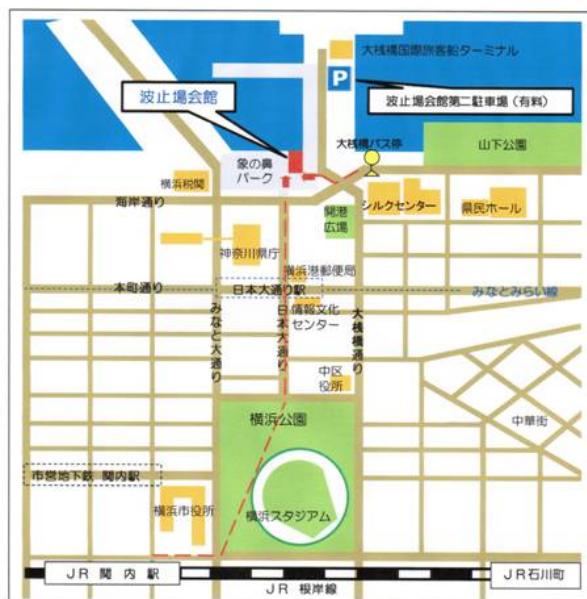 大桟橋国際旅客船ターミナル
P
波止場会館
波止場会館第二駐車場（有料）
大桟橋バス停
山下公園
象の鼻
パーク
横浜税関
海岸通り
シルクセンター
県民ホール
開港
広場
神奈川県庁
横浜港郵便局
本町通り
日本大通り駅
みなとみらい線
情報文化
センター
みなと大通り
日本大通り
大桟橋通り
中区
役所
横浜公園
中華街
市営地下鉄 関内駅
横浜市役所
横浜スタジアム
JR 関内駅
JR石川町
JR 根岸線